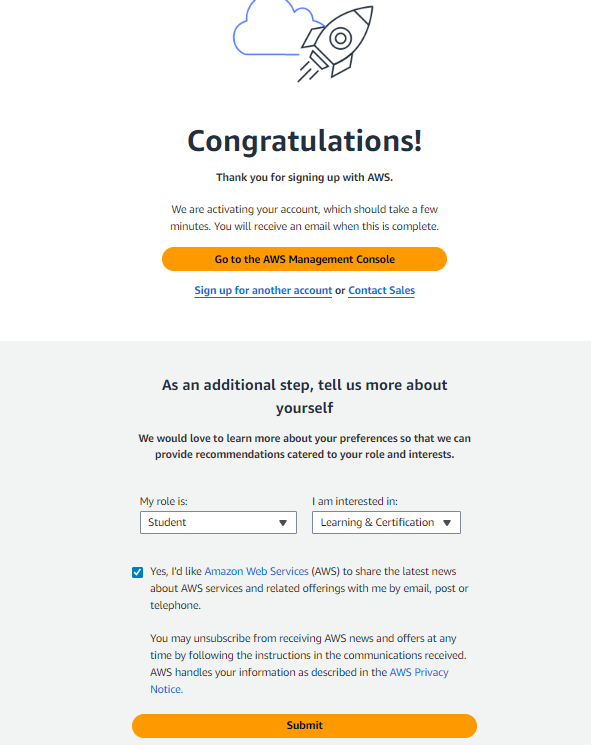 Congratulations!
Thank you for signing up with AWS.
We are activating your account, which should take a few
minutes. You will receive an email when this is complete.
Go to the AWS Management Console
Sign up for another account or Contact Sales
As an additional step, tell us more about
yourself
We would love to learn more about your preferences so that we can
provide recommendations catered to your role and interests.
My role is:
I am interested in:
Student
Learning & Certification
Yes, I'd like Amazon Web Services (AWS) to share the latest news
about AWS services and related offerings with me by email, post or
telephone.
You may unsubscribe from receiving AWS news and offers at any
time by following the instructions in the communications received.
AWS handles your information as described in the AWS Privacy
Notice.
Submit